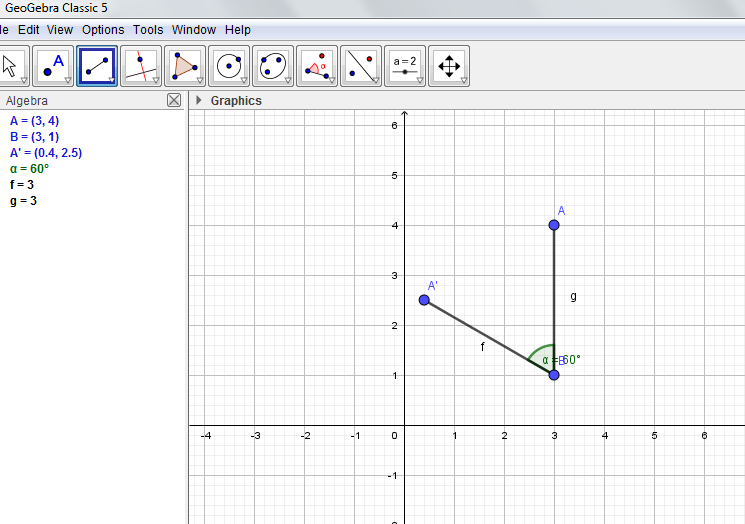 GeoGebra Classic 5
le Edit View Options Tools Window Help
A α a = 2
Algebra
Graphics
A = (3, 4)
B = (3, 1)
A' = (0.4, 2.5)
α = 60°
f = 3
g = 3
6
5
A
4
3
A'
g
2
f
α = 60°
B
1
-4 -3 -2 -1 0 1 2 3 4 5 6
-1